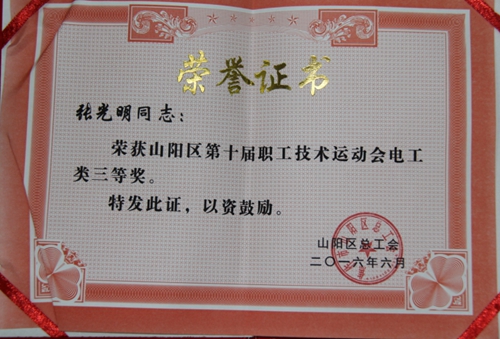 荣誉证书
张光明同志：
荣获山阳区第十届职工技术运动会电工
类三等奖。
特发此证，以资鼓励。
山阳区总工会
二〇一六年六月